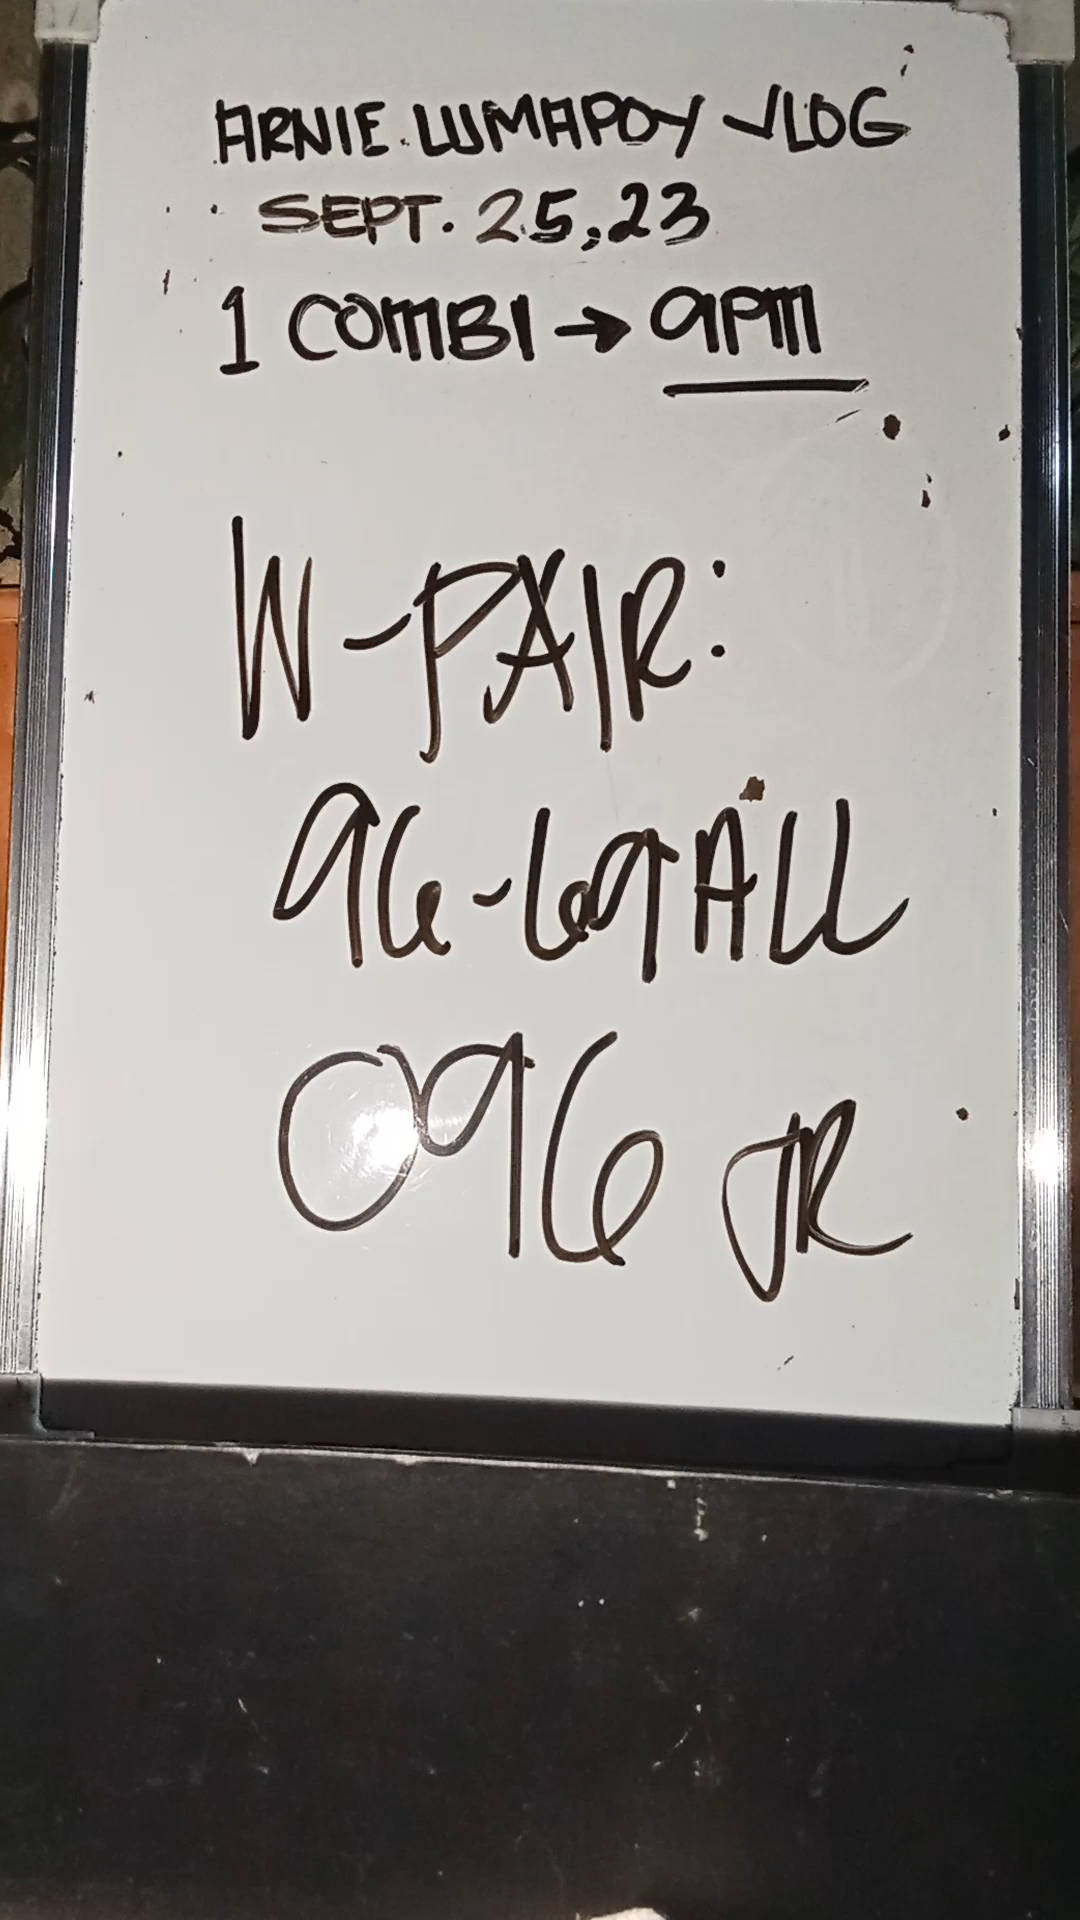 ARNIE. LUMAPOY VLOG
SEPT. 25,23
1 COMBI → 9PM
W-PAIR:
96-69 ALL
096 JR